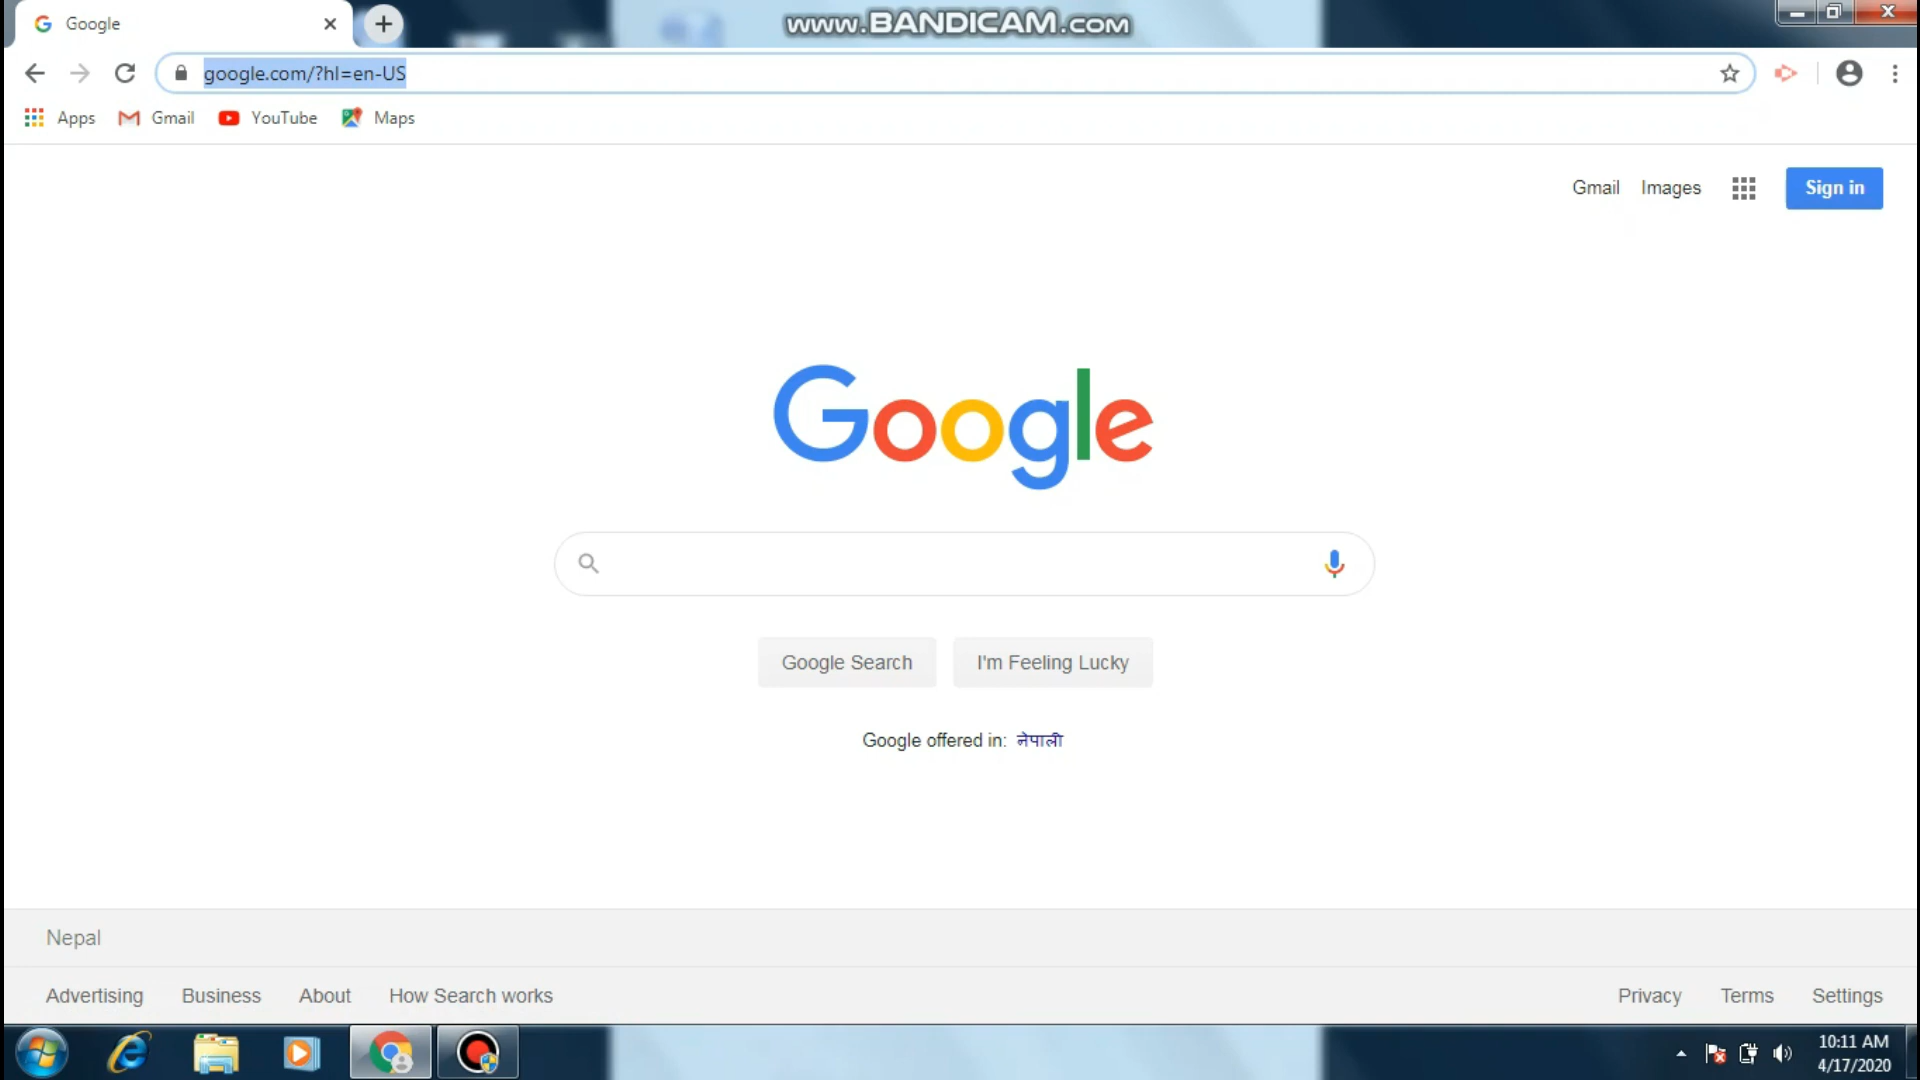 Google
www.BANDICAM.com
google.com/?hl=en-US
Apps
Gmail
YouTube
Maps
Gmail Images Sign in
Google
Google Search I'm Feeling Lucky
Google offered in: नेपाली
Nepal
Advertising Business About How Search works Privacy Terms Settings
10:11 AM
4/17/2020